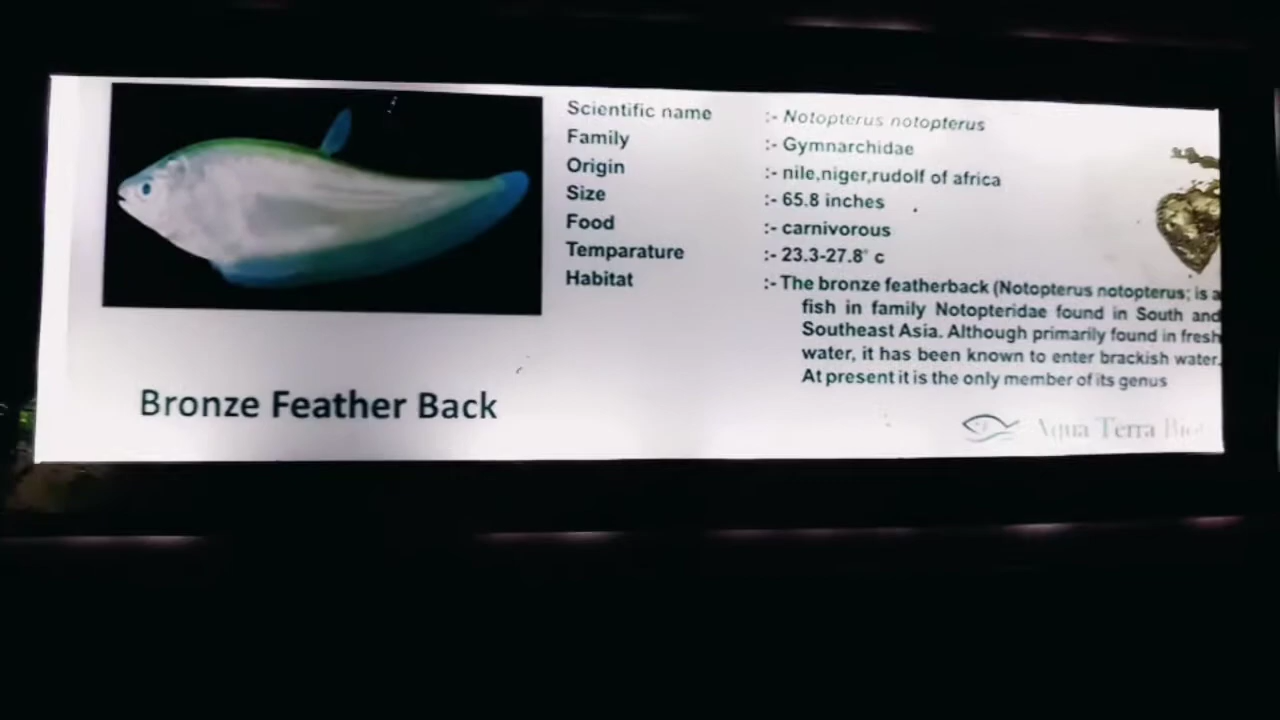 Scientific name :- Notopterus notopterus
Family :- Gymnarchidae
Origin :- nile,niger,rudolf of africa
Size :- 65.8 inches
Food :- carnivorous
Temparature :- 23.3-27.8° c
Habitat :- The bronze featherback (Notopterus notopterus; is a
fish in family Notopteridae found in South and
Southeast Asia. Although primarily found in fresh
water, it has been known to enter brackish water.
At present it is the only member of its genus
Bronze Feather Back
Aqua Terra